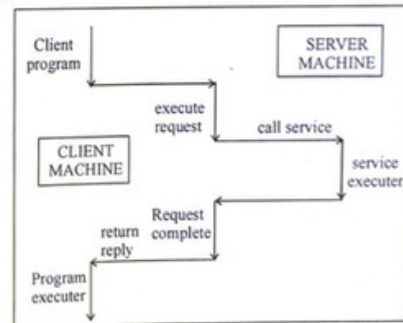 Client
program
SERVER
MACHINE
execute
request
call service
CLIENT
MACHINE
service
executer
Request
complete
return
reply
Program
executer